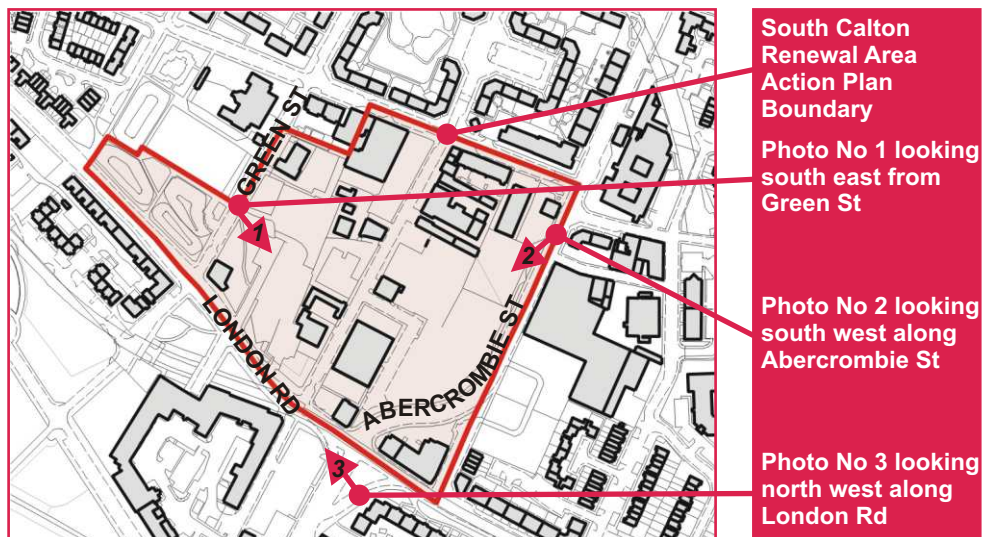 GREEN ST
1
2
LONDON RD
ABERCROMBIE ST
3
South Calton
Renewal Area
Action Plan
Boundary
Photo No 1 looking
south east from
Green St
Photo No 2 looking
south west along
Abercrombie St
Photo No 3 looking
north west along
London Rd